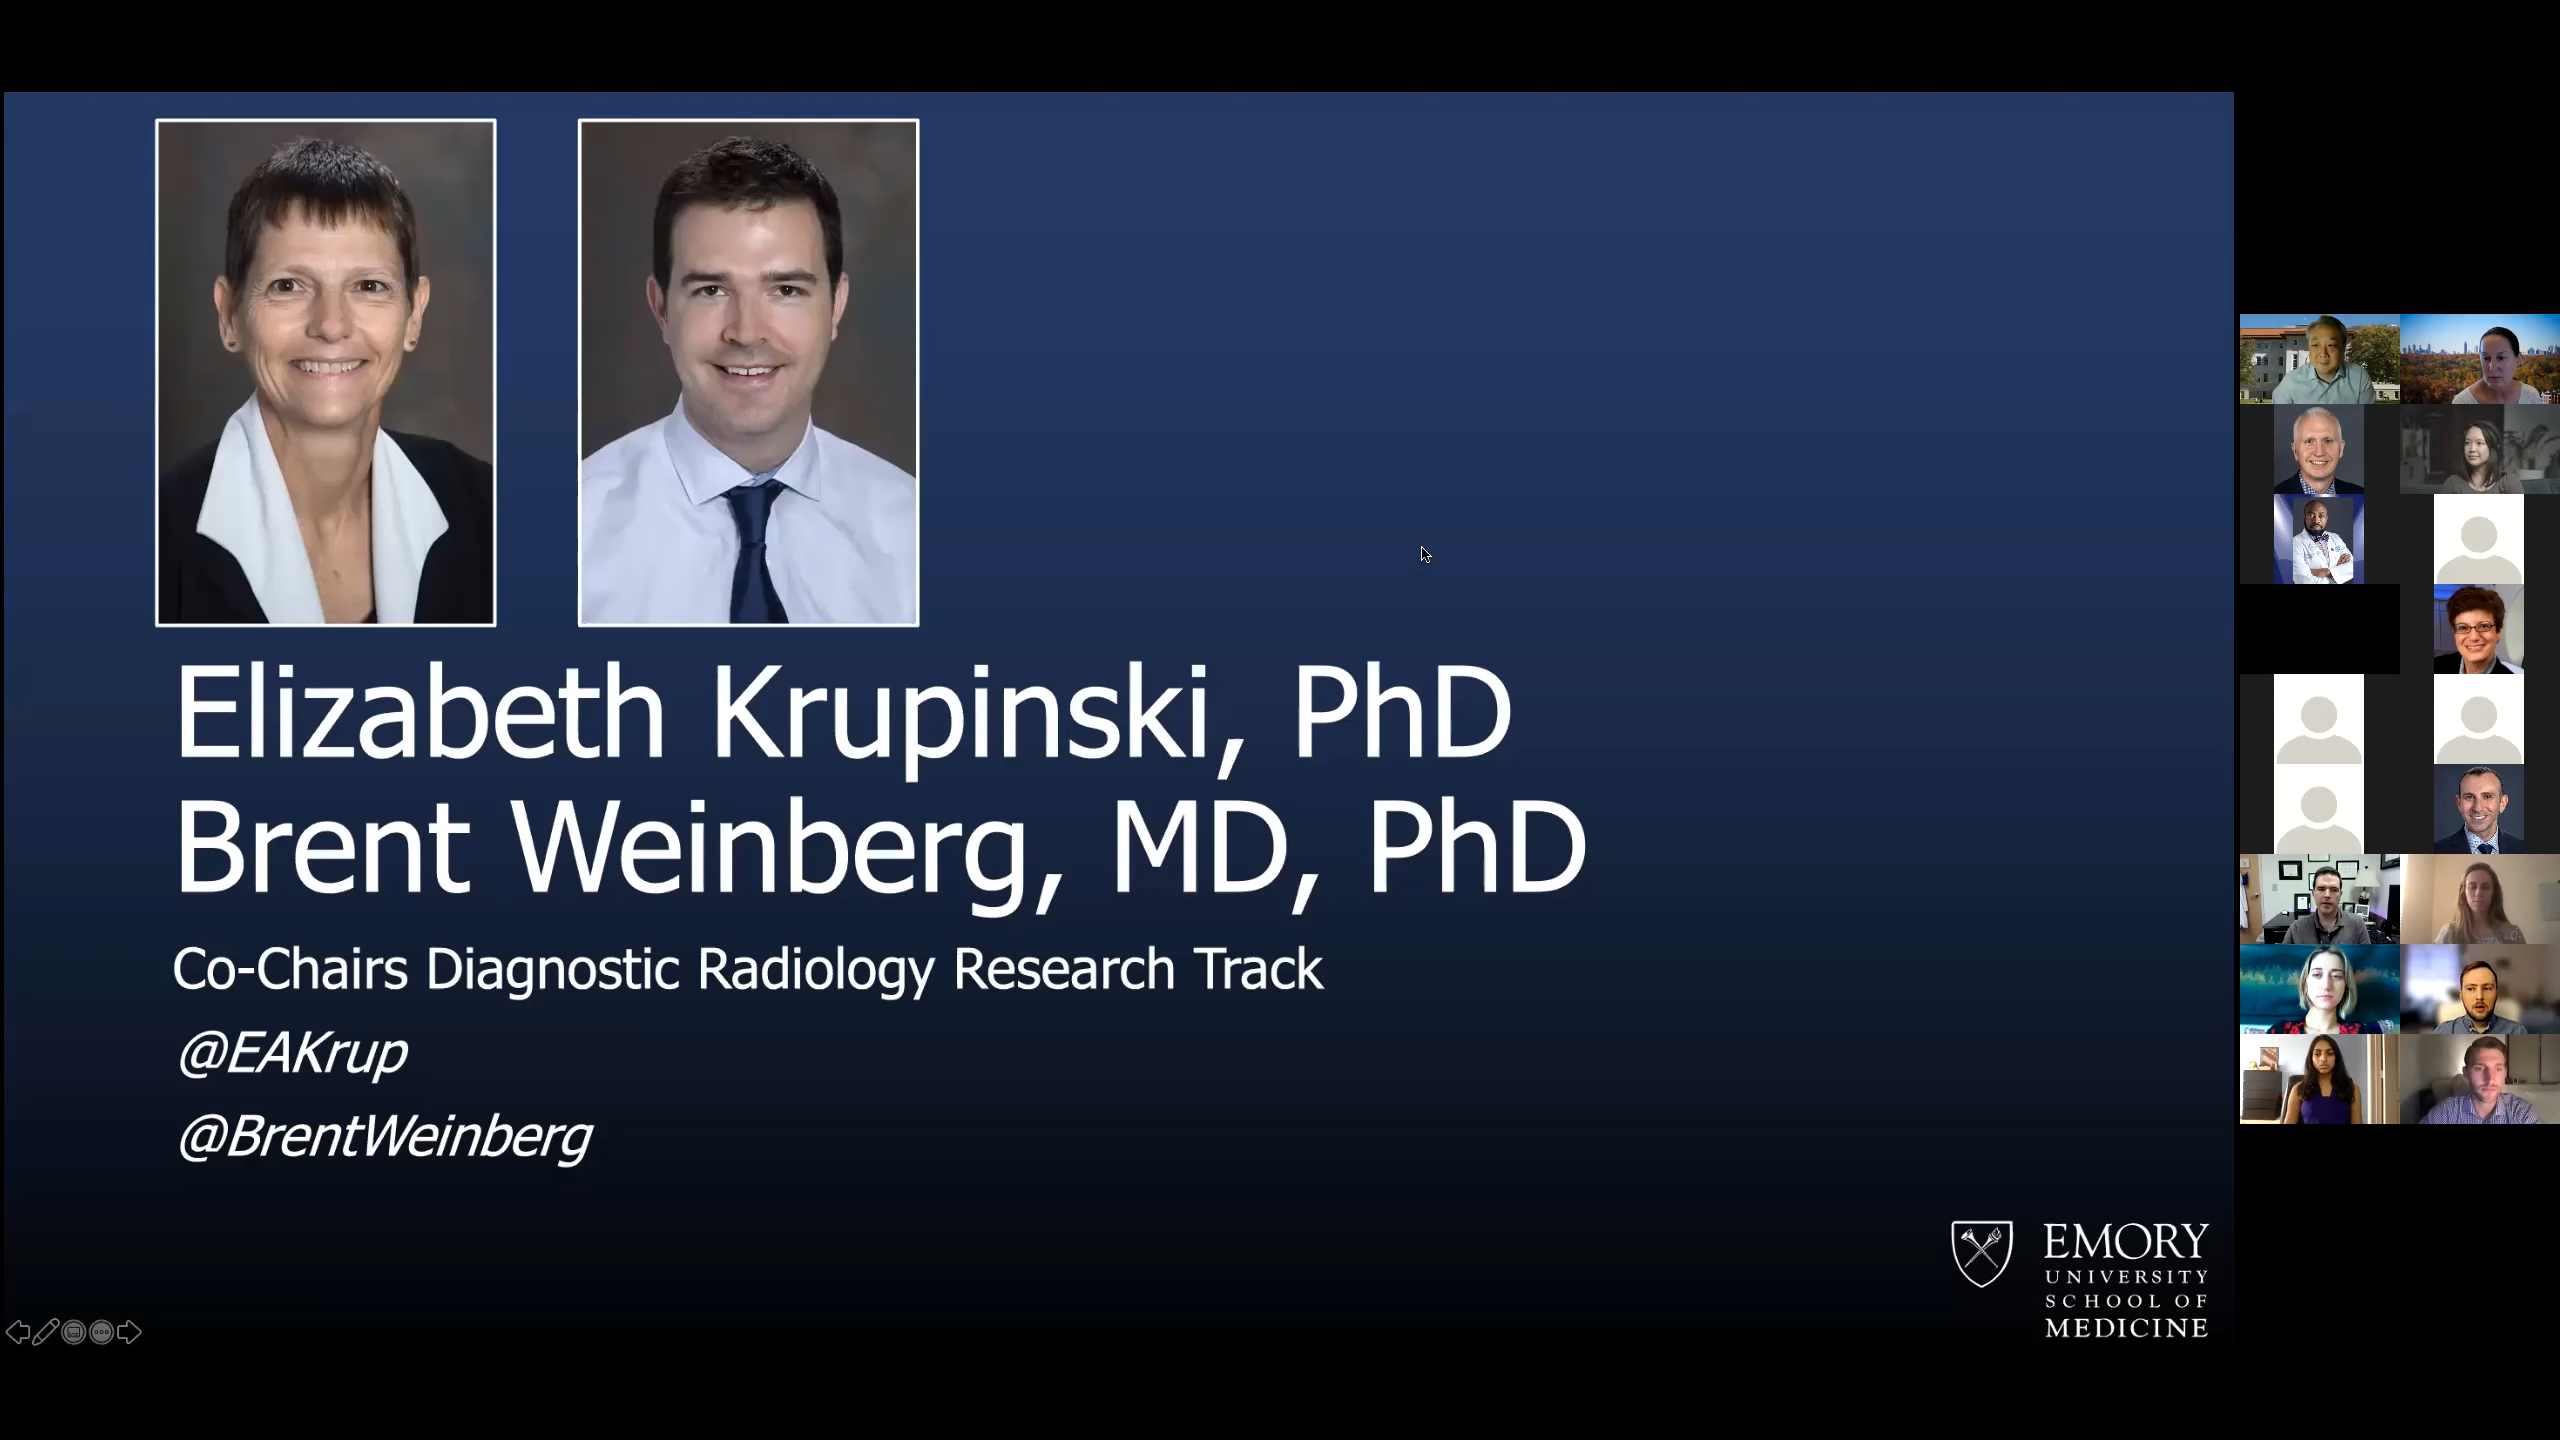 Elizabeth Krupinski, PhD
Brent Weinberg, MD, PhD
Co-Chairs Diagnostic Radiology Research Track
@EAKrup
@BrentWeinberg
EMORY
UNIVERSITY
SCHOOL OF
MEDICINE